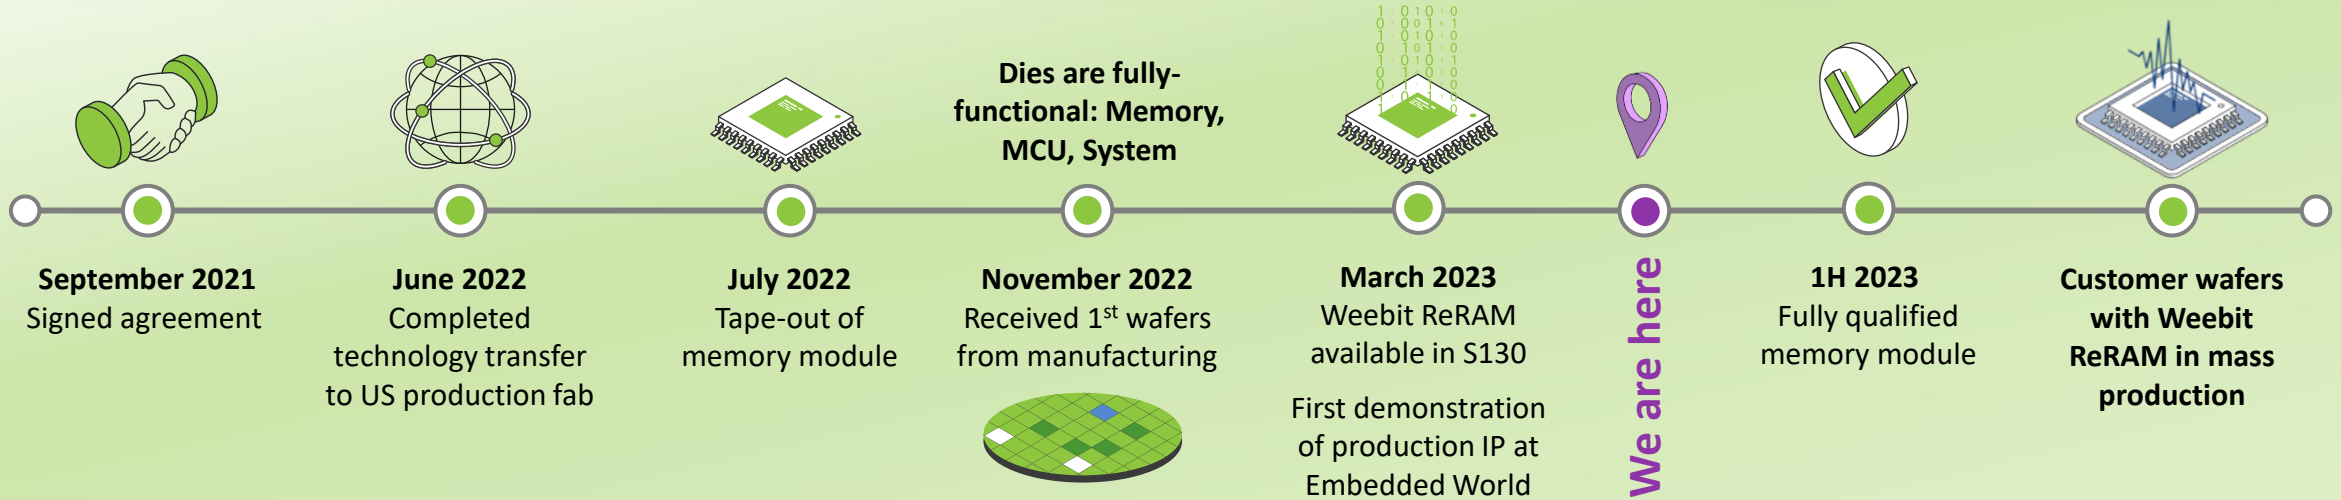 Dies are fully-
functional: Memory,
MCU, System
September 2021
Signed agreement
June 2022
Completed
technology transfer
to US production fab
July 2022
Tape-out of
memory module
November 2022
Received 1st wafers
from manufacturing
March 2023
Weebit ReRAM
available in S130
First demonstration
of production IP at
Embedded World
We are here
1H 2023
Fully qualified
memory module
Customer wafers
with Weebit
ReRAM in mass
production